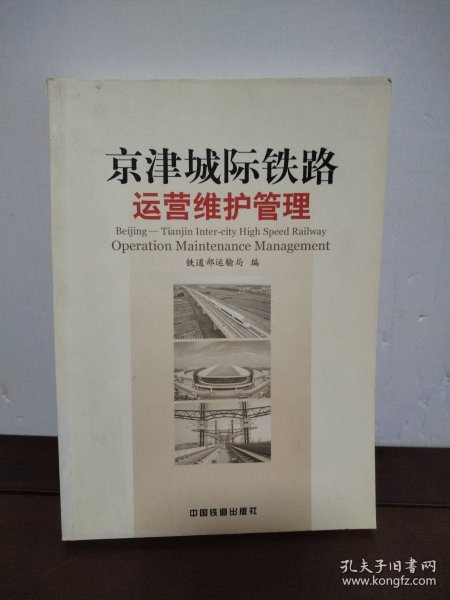 京津城际铁路
运营维护管理
Beijing—Tianjin Inter-city High Speed Railway
Operation Maintenance Management
铁道部运输局 编
中国铁道出版社
孔夫子旧书网
www.kongfz.com